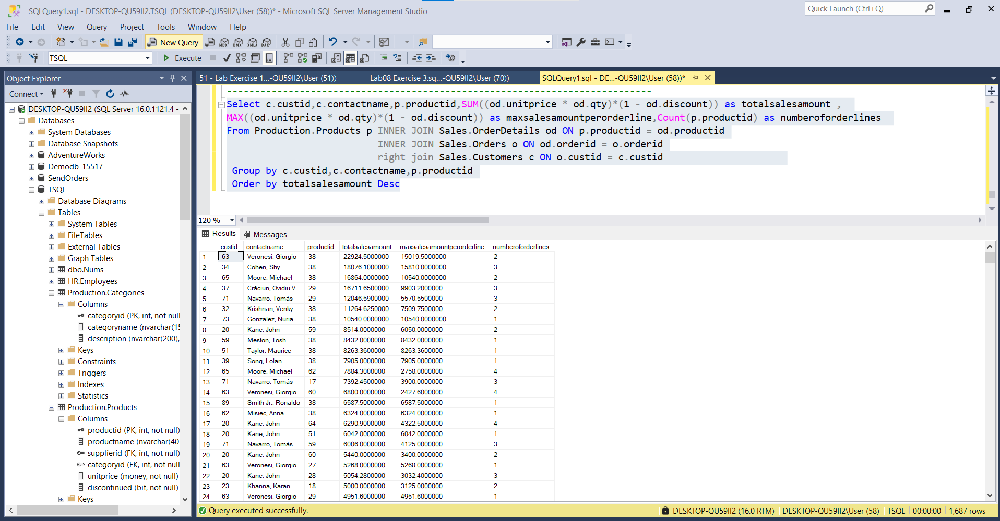 SQLQuery1.sql - DESKTOP-QU59II2.TSQL (DESKTOP-QU59II2\User (58))* - Microsoft SQL Server Management Studio
Quick Launch (Ctrl+Q)
File Edit View Query Project Tools Window Help
New Query MDX DMX XMLA DAX
TSQL Execute
Object Explorer
Connect
DESKTOP-QU59II2 (SQL Server 16.0.1121.4 -
Databases
System Databases
Database Snapshots
AdventureWorks
Demodb_15517
SendOrders
TSQL
Database Diagrams
Tables
System Tables
FileTables
External Tables
Graph Tables
dbo.Nums
HR.Employees
Production.Categories
Columns
categoryid (PK, int, not null
categoryname (nvarchar(15
description (nvarchar(200),
Keys
Constraints
Triggers
Indexes
Statistics
Production.Products
Columns
productid (PK, int, not null)
productname (nvarchar(40
supplierid (FK, int, not null)
categoryid (FK, int, not null
unitprice (money, not null)
discontinued (bit, not null)
Keys
51 - Lab Exercise 1...-QU59II2\User (51)) Lab08 Exercise 3.sq...-QU59II2\User (70)) SQLQuery1.sql - DE...-QU59II2\User (58))*
Select c.custid,c.contactname,p.productid,SUM((od.unitprice * od.qty)*(1 - od.discount)) as totalsalesamount ,
MAX((od.unitprice * od.qty)*(1 - od.discount)) as maxsalesamountperorderline,Count(p.productid) as numberoforderlines
From Production.Products p INNER JOIN Sales.OrderDetails od ON p.productid = od.productid
INNER JOIN Sales.Orders o ON od.orderid = o.orderid
right join Sales.Customers c ON o.custid = c.custid
Group by c.custid,c.contactname,p.productid
Order by totalsalesamount Desc
120 %
Results Messages
custid contactname productid totalsalesamount maxsalesamountperorderline numberoforderlines
1 63 Veronesi, Giorgio 38 22924.5000000 15019.5000000 2
2 34 Cohen, Shy 38 18076.1000000 15810.0000000 3
3 65 Moore, Michael 38 16864.0000000 10540.0000000 2
4 37 Crăciun, Ovidiu V. 29 16711.6500000 9903.2000000 3
5 71 Navarro, Tomás 29 12046.5900000 5570.5500000 3
6 32 Krishnan, Venky 38 11264.6250000 7509.7500000 2
7 73 Gonzalez, Nuria 38 10540.0000000 10540.0000000 1
8 20 Kane, John 59 8514.0000000 6050.0000000 2
9 59 Meston, Tosh 38 8432.0000000 8432.0000000 1
10 51 Taylor, Maurice 38 8263.3600000 8263.3600000 1
11 39 Song, Lolan 38 7905.0000000 7905.0000000 1
12 65 Moore, Michael 62 7884.3000000 2758.0000000 4
13 71 Navarro, Tomás 17 7392.4500000 3900.0000000 3
14 63 Veronesi, Giorgio 60 6800.0000000 2427.6000000 4
15 89 Smith Jr., Ronaldo 38 6587.5000000 6587.5000000 1
16 62 Misiec, Anna 38 6324.0000000 6324.0000000 1
17 20 Kane, John 64 6290.9000000 4322.5000000 4
18 20 Kane, John 51 6042.0000000 6042.0000000 1
19 71 Navarro, Tomás 59 6006.0000000 4125.0000000 3
20 20 Kane, John 60 5440.0000000 3400.0000000 2
21 63 Veronesi, Giorgio 27 5268.0000000 5268.0000000 1
22 20 Kane, John 28 5054.2800000 3032.4000000 3
23 23 Khanna, Karan 18 5000.0000000 3125.0000000 2
24 63 Veronesi, Giorgio 29 4951.6000000 4951.6000000 1
Query executed successfully. DESKTOP-QU59II2 (16.0 RTM) DESKTOP-QU59II2\User (58) TSQL 00:00:00 1,687 rows